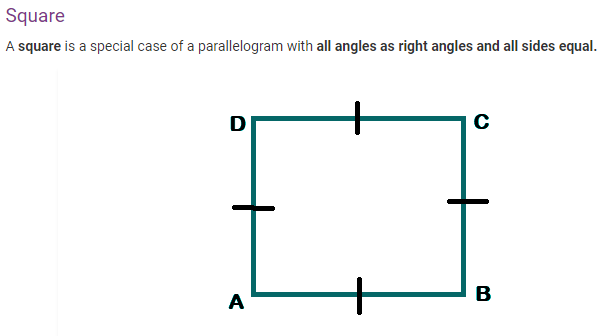 Square
A square is a special case of a parallelogram with all angles as right angles and all sides equal.
D C
A B